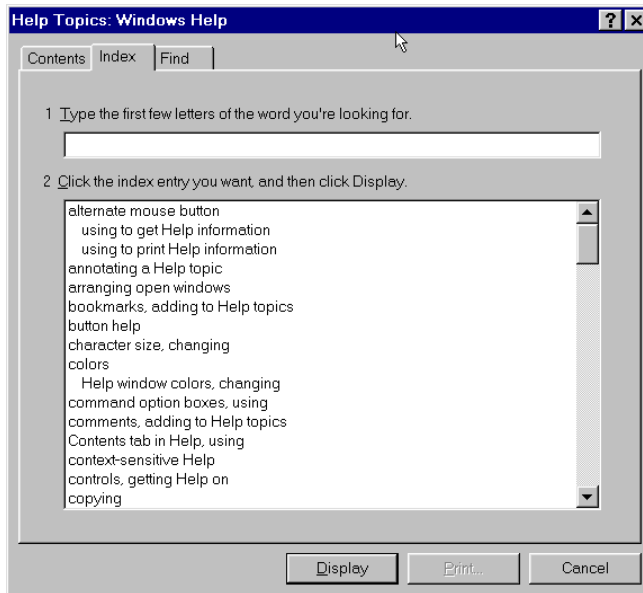 Help Topics: Windows Help
Contents Index Find
1 Type the first few letters of the word you're looking for.
2 Click the index entry you want, and then click Display.
alternate mouse button
using to get Help information
using to print Help information
annotating a Help topic
arranging open windows
bookmarks, adding to Help topics
button help
character size, changing
colors
Help window colors, changing
command option boxes, using
comments, adding to Help topics
Contents tab in Help, using
context-sensitive Help
controls, getting Help on
copying
Display Print... Cancel